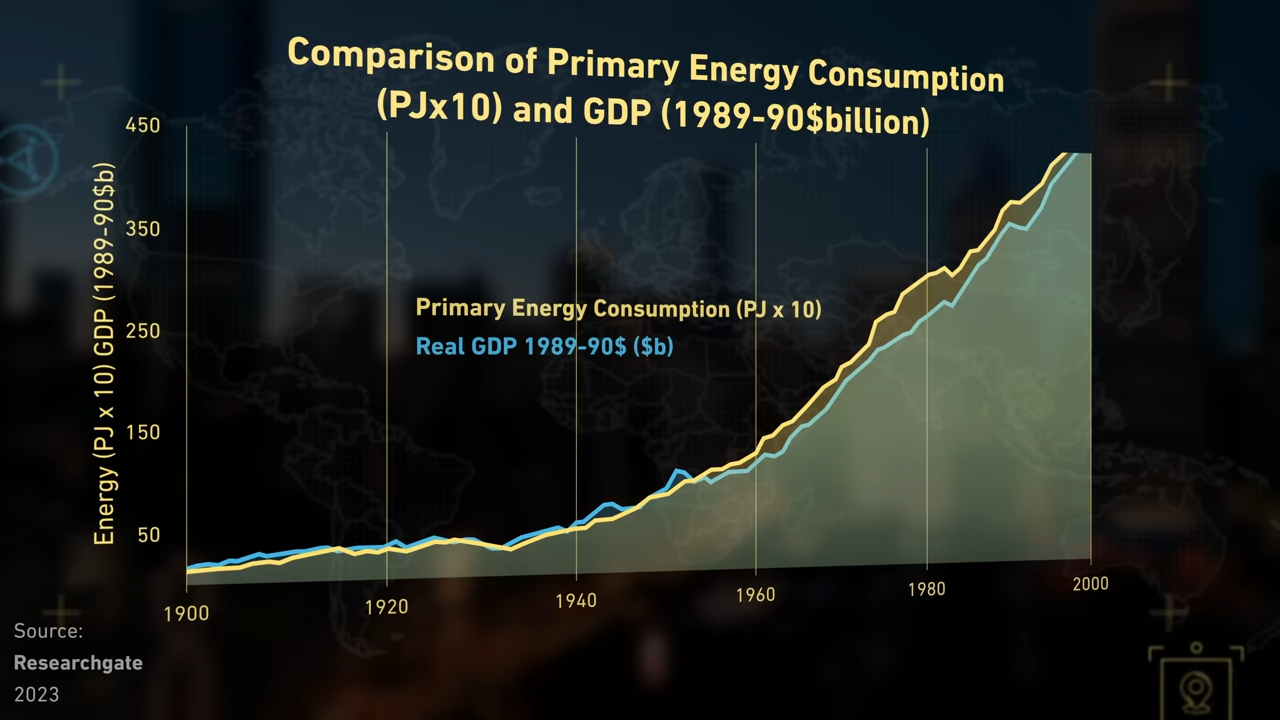 Comparison of Primary Energy Consumption
(PJx10) and GDP (1989-90$billion)
450
350
250
150
50
Energy (PJ x 10) GDP (1989-90$b)
Primary Energy Consumption (PJ x 10)
Real GDP 1989-90$ ($b)
1900
1920
1940
1960
1980
2000
Source:
Researchgate
2023